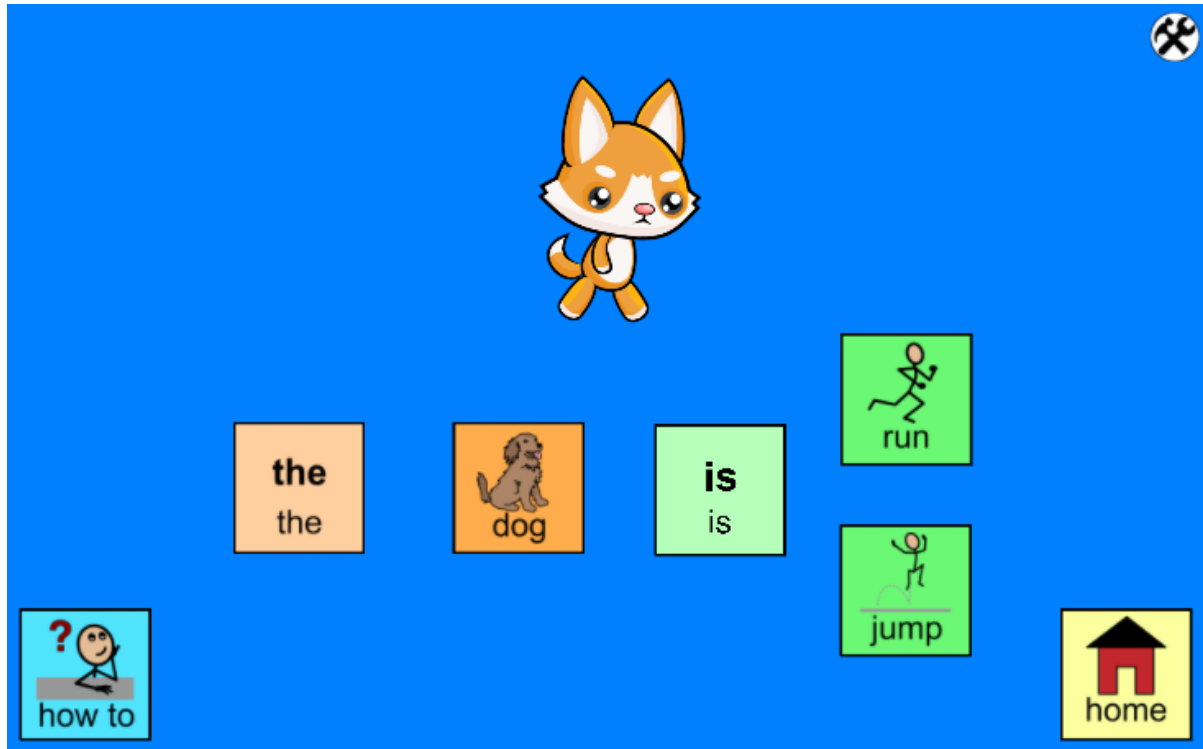 run
the
the
dog
is
is
jump
?
how to
home